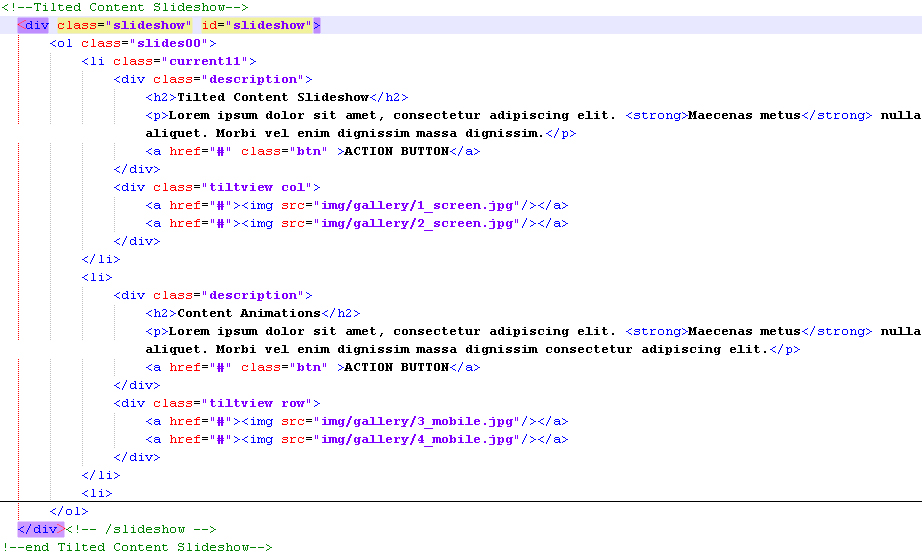 <!--Tilted Content Slideshow-->
<div class="slideshow" id="slideshow">
<ol class="slides00">
<li class="current11">
<div class="description">
<h2>Tilted Content Slideshow</h2>
<p>Lorem ipsum dolor sit amet, consectetur adipiscing elit. <strong>Maecenas metus</strong> nulla
aliquet. Morbi vel enim dignissim massa dignissim.</p>
<a href="#" class="btn" >ACTION BUTTON</a>
</div>
<div class="tiltview col">
<a href="#"><img src="img/gallery/1_screen.jpg"/></a>
<a href="#"><img src="img/gallery/2_screen.jpg"/></a>
</div>
</li>
<li>
<div class="description">
<h2>Content Animations</h2>
<p>Lorem ipsum dolor sit amet, consectetur adipiscing elit. <strong>Maecenas metus</strong> nulla
aliquet. Morbi vel enim dignissim massa dignissim consectetur adipiscing elit.</p>
<a href="#" class="btn" >ACTION BUTTON</a>
</div>
<div class="tiltview row">
<a href="#"><img src="img/gallery/3_mobile.jpg"/></a>
<a href="#"><img src="img/gallery/4_mobile.jpg"/></a>
</div>
</li>
<li>
</ol>
</div><!-- /slideshow -->
!--end Tilted Content Slideshow-->